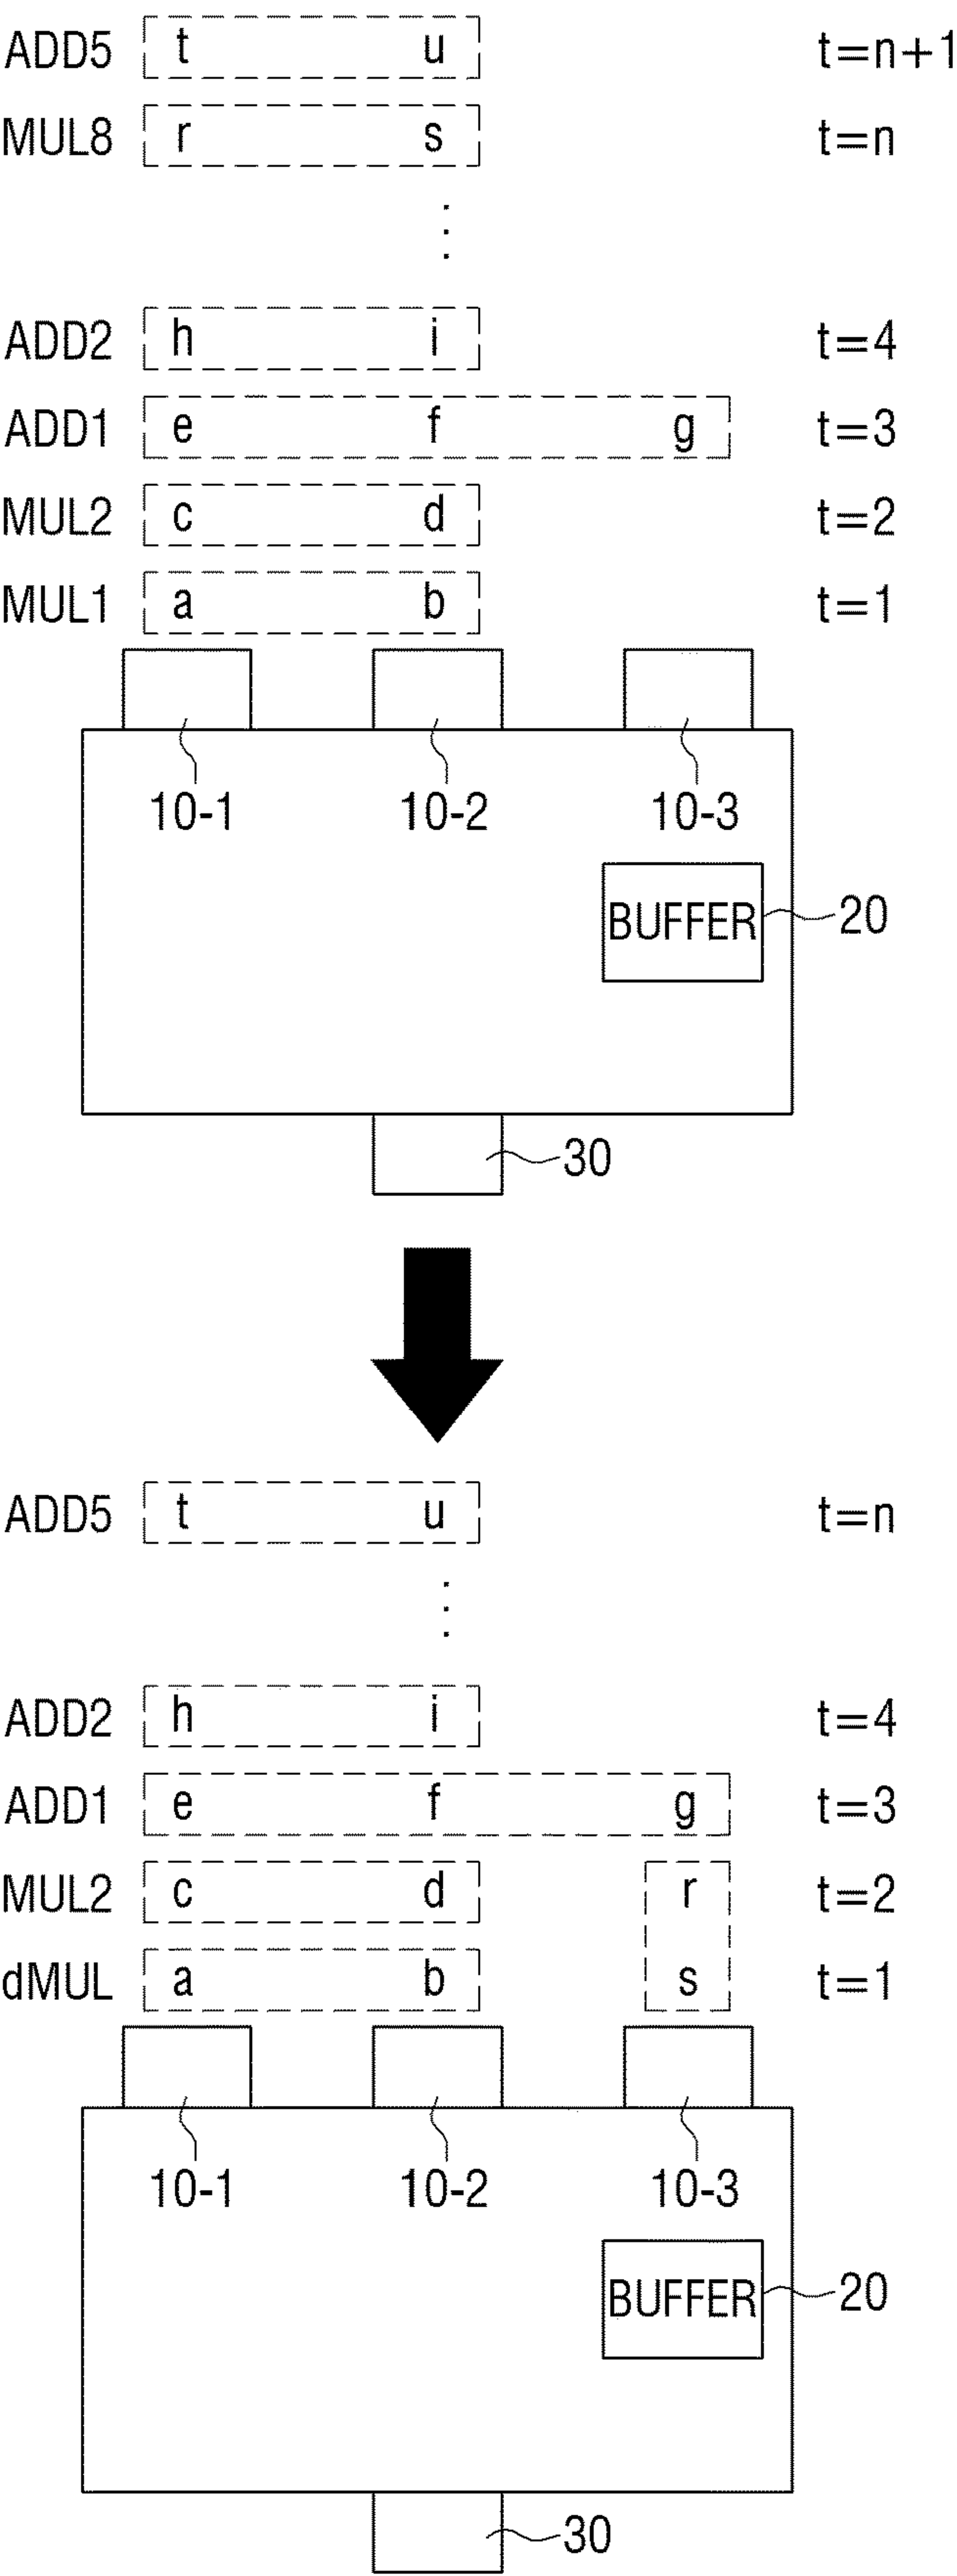 ADD5 t u t=n+1
MUL8 r s t=n
ADD2 h i t=4
ADD1 e f g t=3
MUL2 c d t=2
MUL1 a b t=1
10-1 10-2 10-3
BUFFER 20
30
ADD5 t u t=n
ADD2 h i t=4
ADD1 e f g t=3
MUL2 c d r t=2
dMUL a b s t=1
10-1 10-2 10-3
BUFFER 20
30